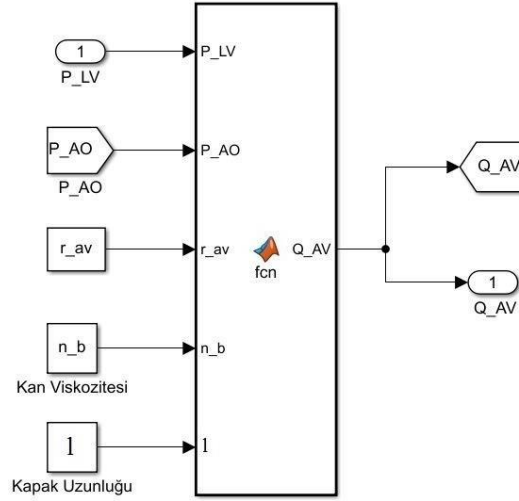 1
P_LV
P_LV
P_AO
P_AO
P_AO
r_av
r_av
fcn
Q_AV
Q_AV
1
Q_AV
n_b
n_b
Kan Viskozitesi
1
1
Kapak Uzunluğu